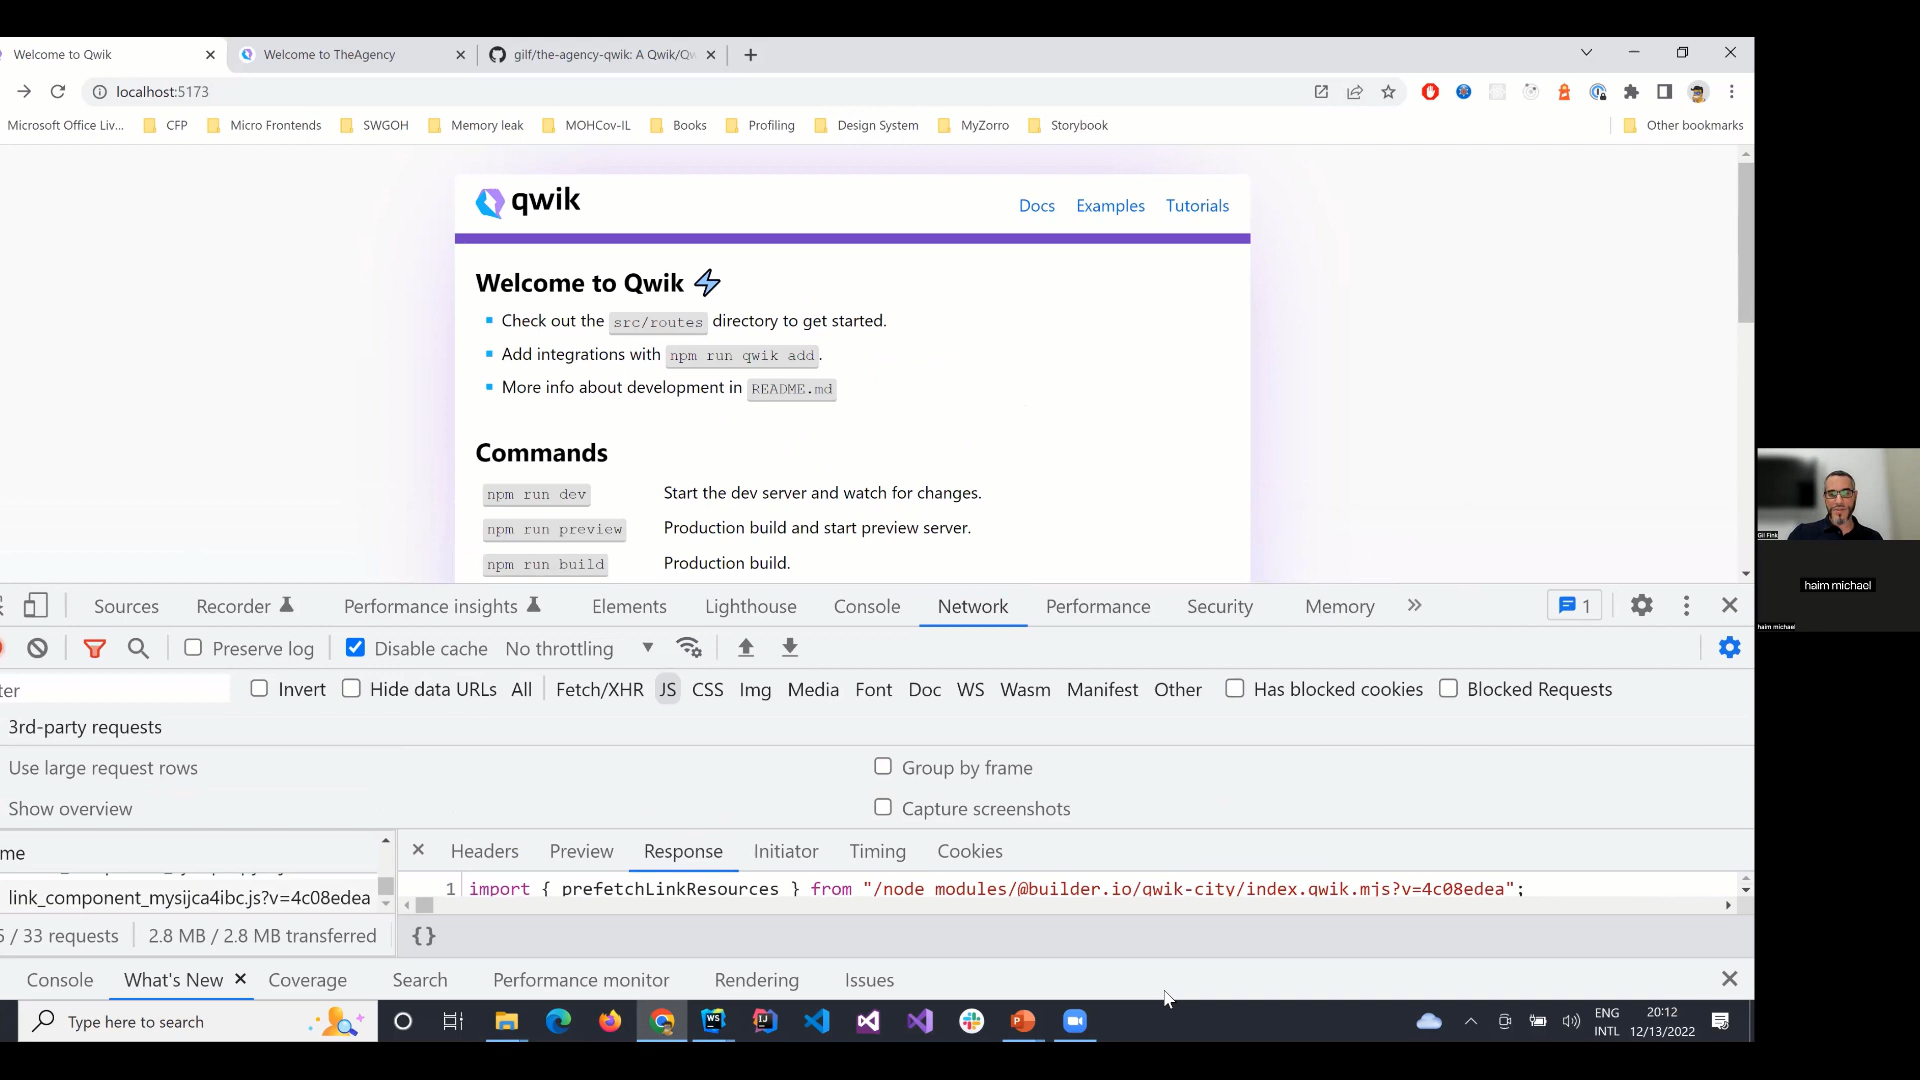 Welcome to Qwik
Welcome to TheAgency
gilf/the-agency-qwik: A Qwik/Qw
localhost:5173
Microsoft Office Liv...
CFP
Micro Frontends
SWGOH
Memory leak
MOHCov-IL
Books
Profiling
Design System
MyZorro
Storybook
Other bookmarks
qwik
Docs
Examples
Tutorials
Welcome to Qwik
Check out the src/routes directory to get started.
Add integrations with npm run qwik add.
More info about development in README.md
Commands
npm run dev
Start the dev server and watch for changes.
npm run preview
Production build and start preview server.
npm run build
Production build.
Gil Fink
haim michael
haim michael
Sources
Recorder
Performance insights
Elements
Lighthouse
Console
Network
Performance
Security
Memory
1
Preserve log
Disable cache
No throttling
ter
Invert
Hide data URLs
All
Fetch/XHR
JS
CSS
Img
Media
Font
Doc
WS
Wasm
Manifest
Other
Has blocked cookies
Blocked Requests
3rd-party requests
Use large request rows
Group by frame
Show overview
Capture screenshots
me
Headers
Preview
Response
Initiator
Timing
Cookies
link_component_mysijca4ibc.js?v=4c08edea
1 import { prefetchLinkResources } from "/node_modules/@builder.io/qwik-city/index.qwik.mjs?v=4c08edea";
/ 33 requests
2.8 MB / 2.8 MB transferred
{}
Console
What's New
Coverage
Search
Performance monitor
Rendering
Issues
Type here to search
ENG
INTL
20:12
12/13/2022